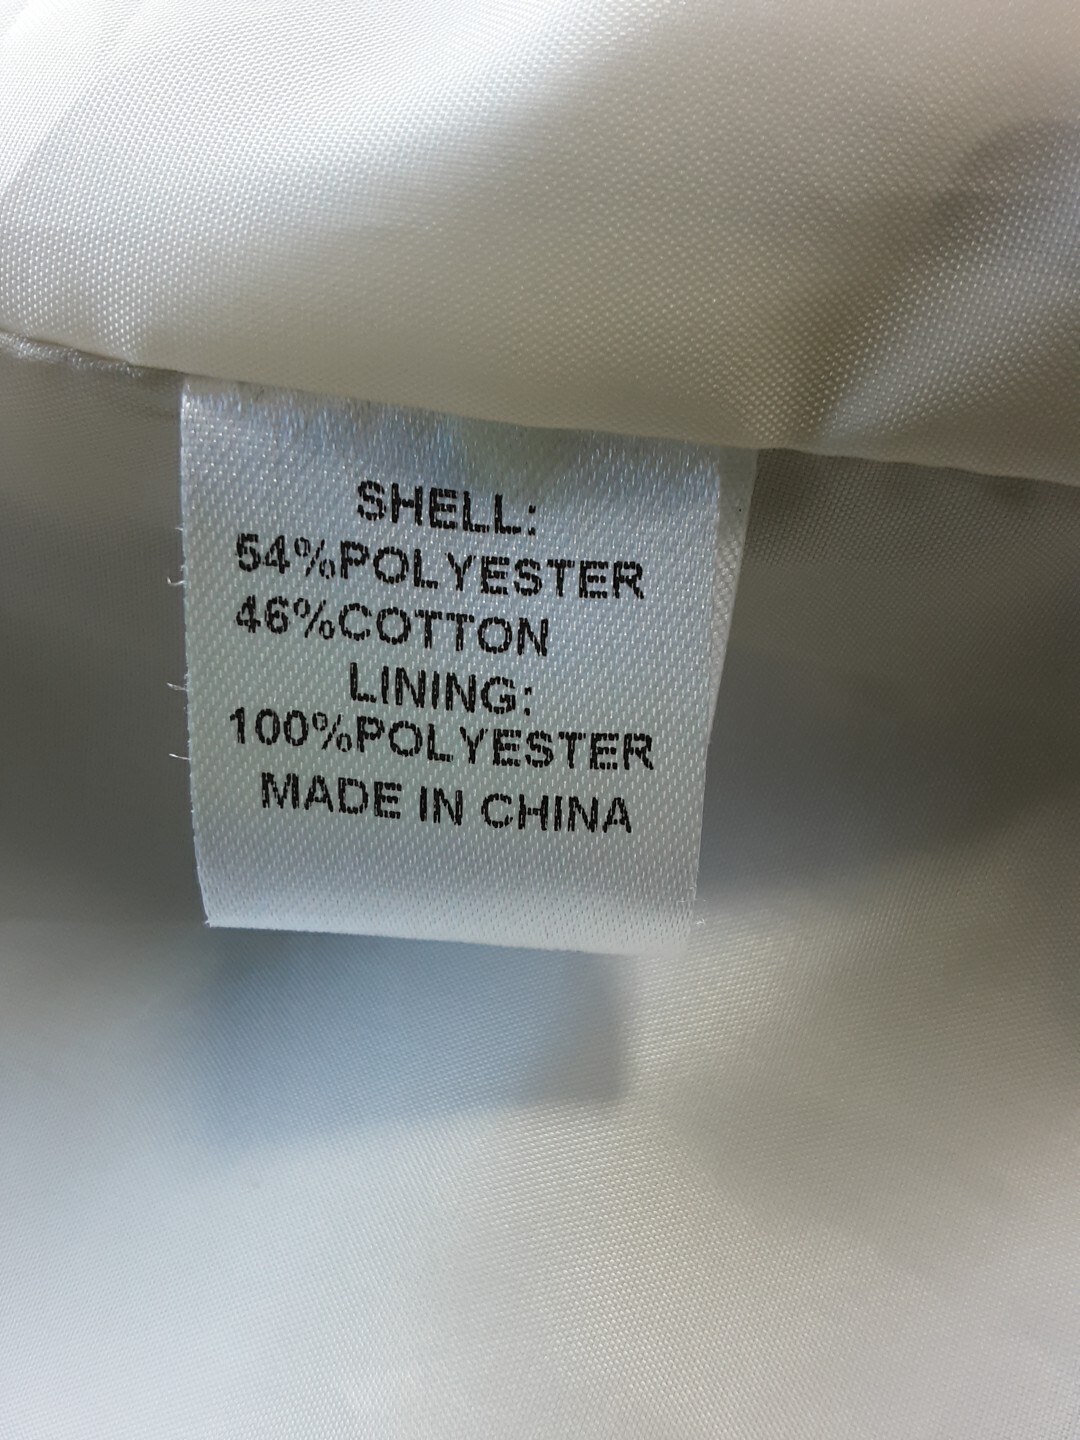 SHELL:
54%POLYESTER
46%COTTON
LINING:
100%POLYESTER
MADE IN CHINA